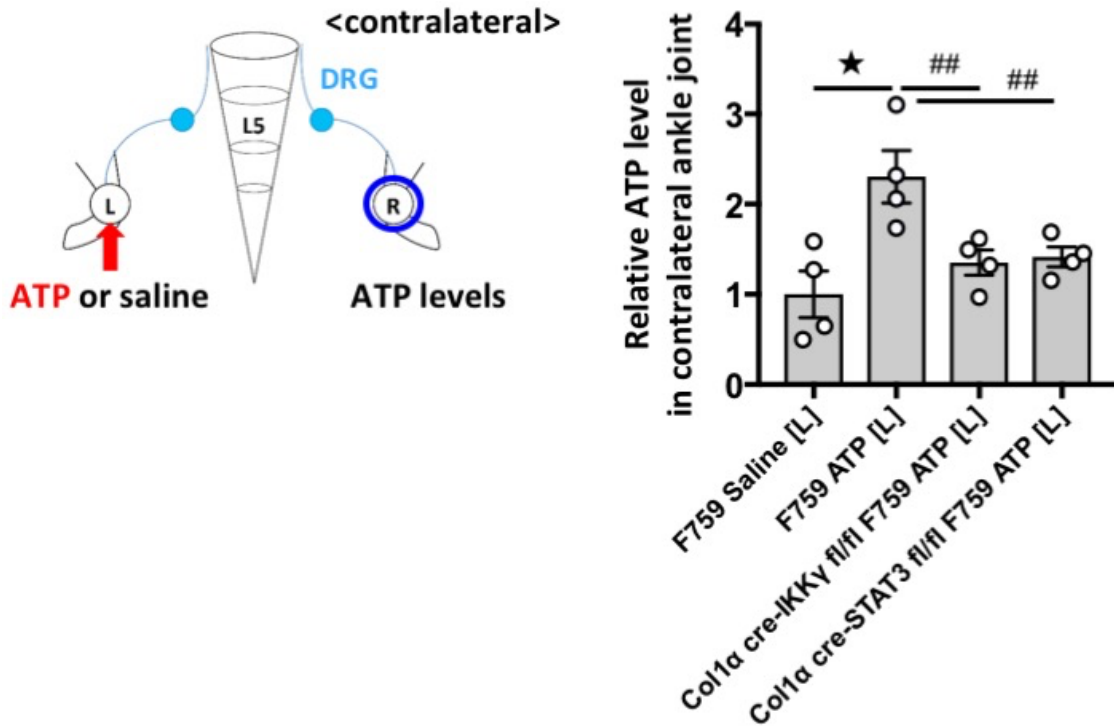 <contralateral>
DRG
L5
L
R
ATP or saline
ATP levels
Relative ATP level
in contralateral ankle joint
4
3
2
1
0
★
##
##
F759 Saline [L]
F759 ATP [L]
Col1α cre-IKKγ fl/fl F759 ATP [L]
Col1α cre-STAT3 fl/fl F759 ATP [L]